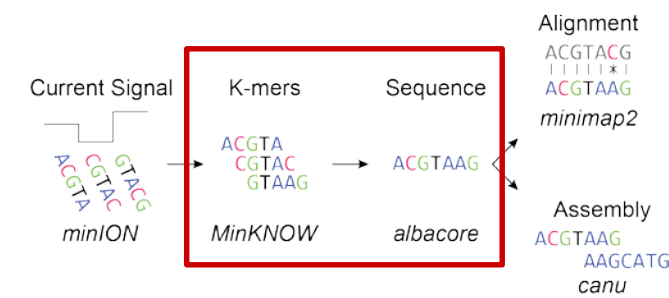 Current Signal
ACGTA
CGTAC
GTACG
minION
K-mers
ACGTA
CGTAC
GTAAG
MinKNOW
Sequence
ACGTAAG
albacore
Alignment
ACGTACG
| | | | | * |
ACGTAAG
minimap2
Assembly
ACGTAAG
AAGCATG
canu